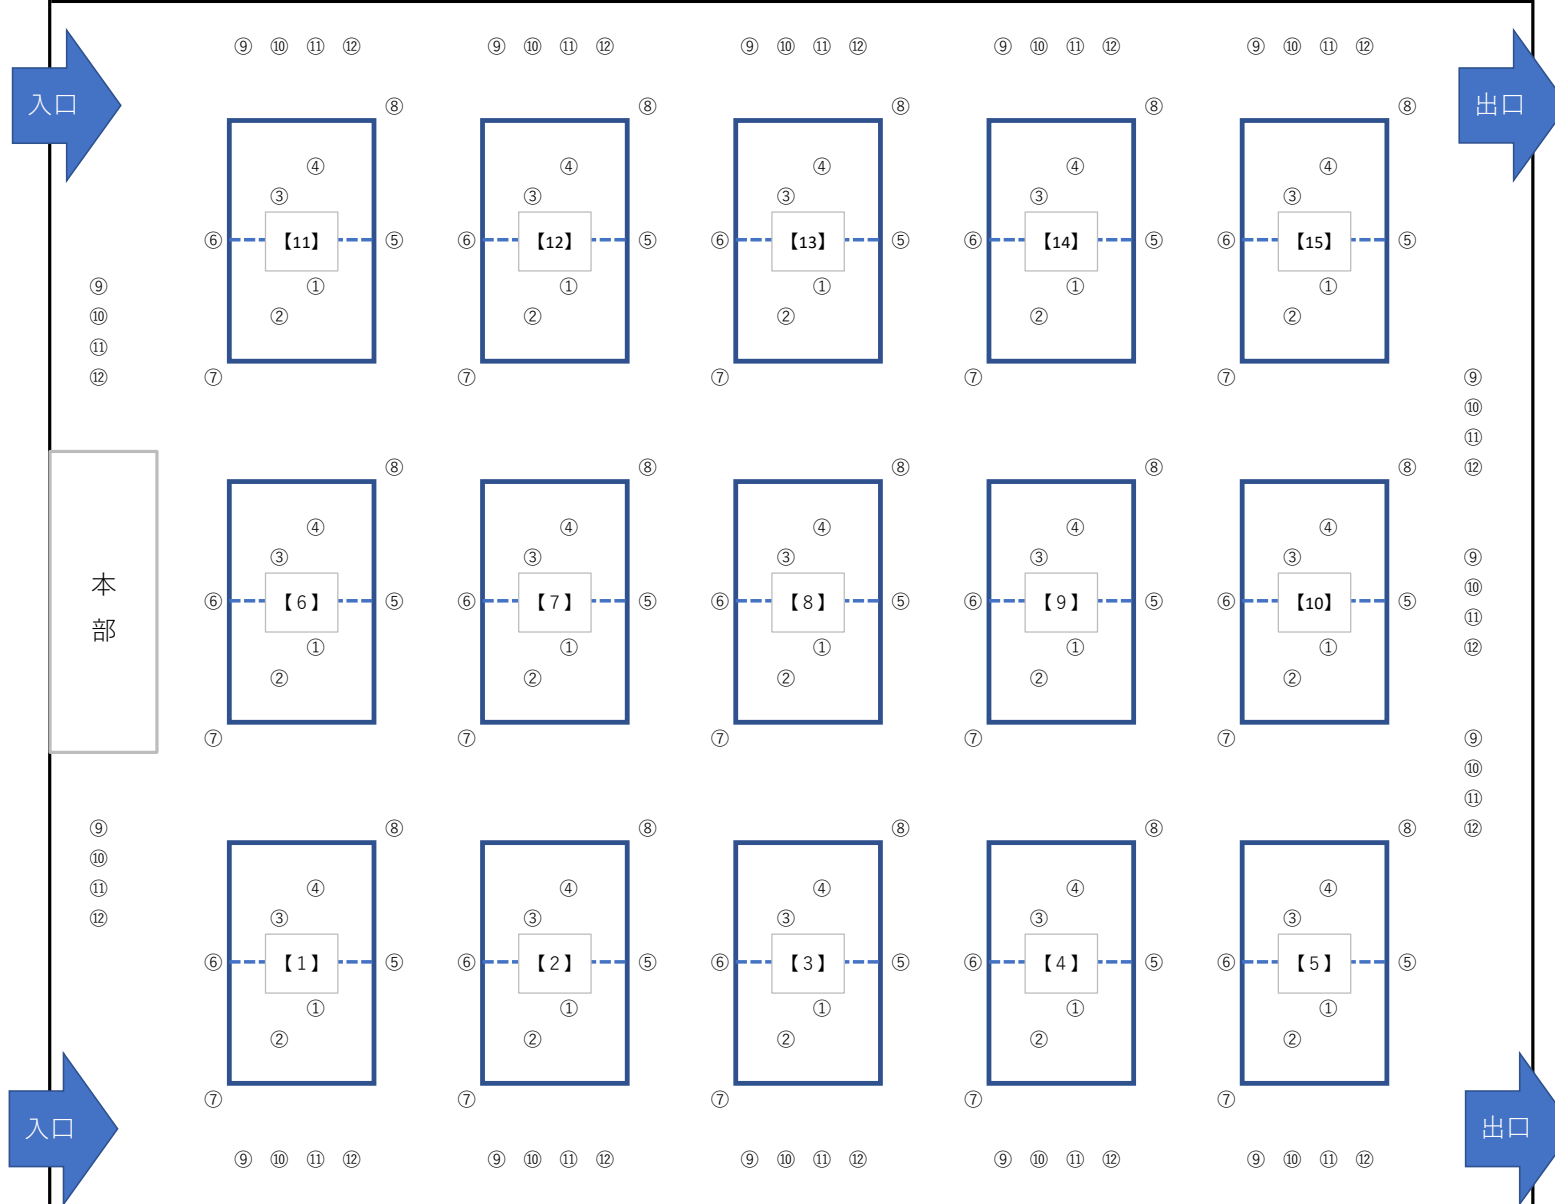 ⑨ ⑩ ⑪ ⑫ ⑨ ⑩ ⑪ ⑫ ⑨ ⑩ ⑪ ⑫ ⑨ ⑩ ⑪ ⑫ ⑨ ⑩ ⑪ ⑫
入口 ⑧ ⑧ ⑧ ⑧ ⑧ 出口
④ ④ ④ ④ ④
③ ③ ③ ③ ③
⑥ 【11】 ⑤ ⑥ 【12】 ⑤ ⑥ 【13】 ⑤ ⑥ 【14】 ⑤ ⑥ 【15】 ⑤
⑨ ① ① ① ① ①
⑩ ② ② ② ② ②
⑪
⑫ ⑦ ⑦ ⑦ ⑦ ⑦ ⑨
⑩
⑪
⑧ ⑧ ⑧ ⑧ ⑧ ⑫
④ ④ ④ ④ ④
③ ③ ③ ③ ③ ⑨
本 ⑩
⑥ 【6】 ⑤ ⑥ 【7】 ⑤ ⑥ 【8】 ⑤ ⑥ 【9】 ⑤ ⑥ 【10】 ⑤
部 ⑪
① ① ① ① ① ⑫
② ② ② ② ②
⑦ ⑦ ⑦ ⑦ ⑦ ⑨
⑩
⑪
⑨ ⑧ ⑧ ⑧ ⑧ ⑧ ⑫
⑩
⑪ ④ ④ ④ ④ ④
⑫ ③ ③ ③ ③ ③
⑥ 【1】 ⑤ ⑥ 【2】 ⑤ ⑥ 【3】 ⑤ ⑥ 【4】 ⑤ ⑥ 【5】 ⑤
① ① ① ① ①
② ② ② ② ②
⑦ ⑦ ⑦ ⑦ ⑦
入口 出口
⑨ ⑩ ⑪ ⑫ ⑨ ⑩ ⑪ ⑫ ⑨ ⑩ ⑪ ⑫ ⑨ ⑩ ⑪ ⑫ ⑨ ⑩ ⑪ ⑫